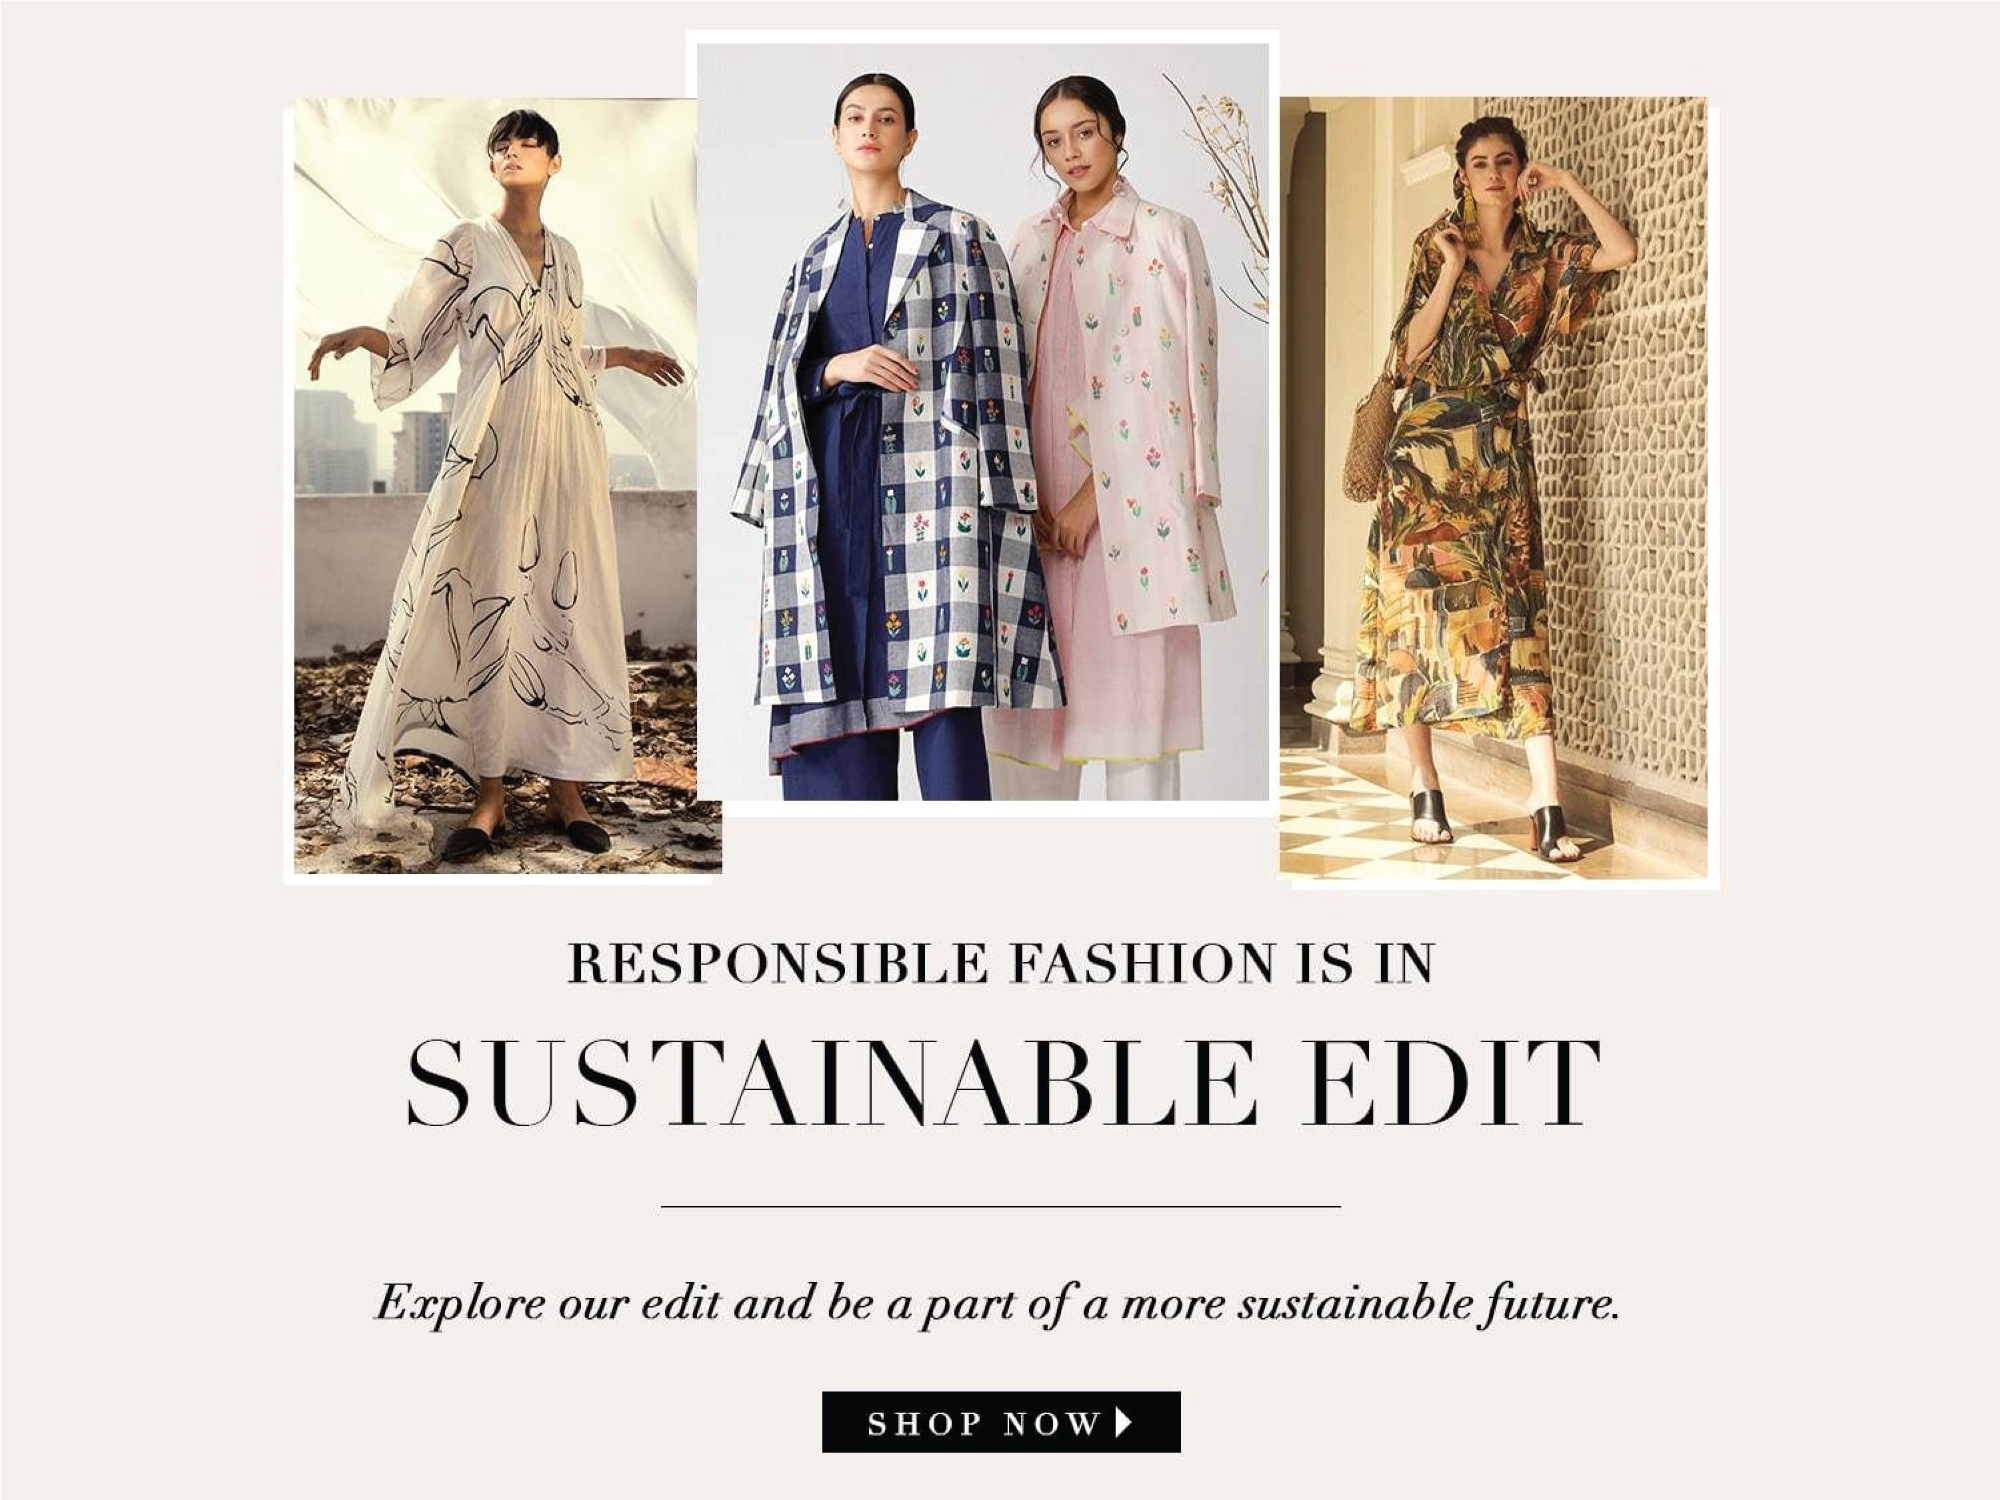 RESPONSIBLE FASHION IS IN
SUSTAINABLE EDIT
Explore our edit and be a part of a more sustainable future.
SHOP NOW